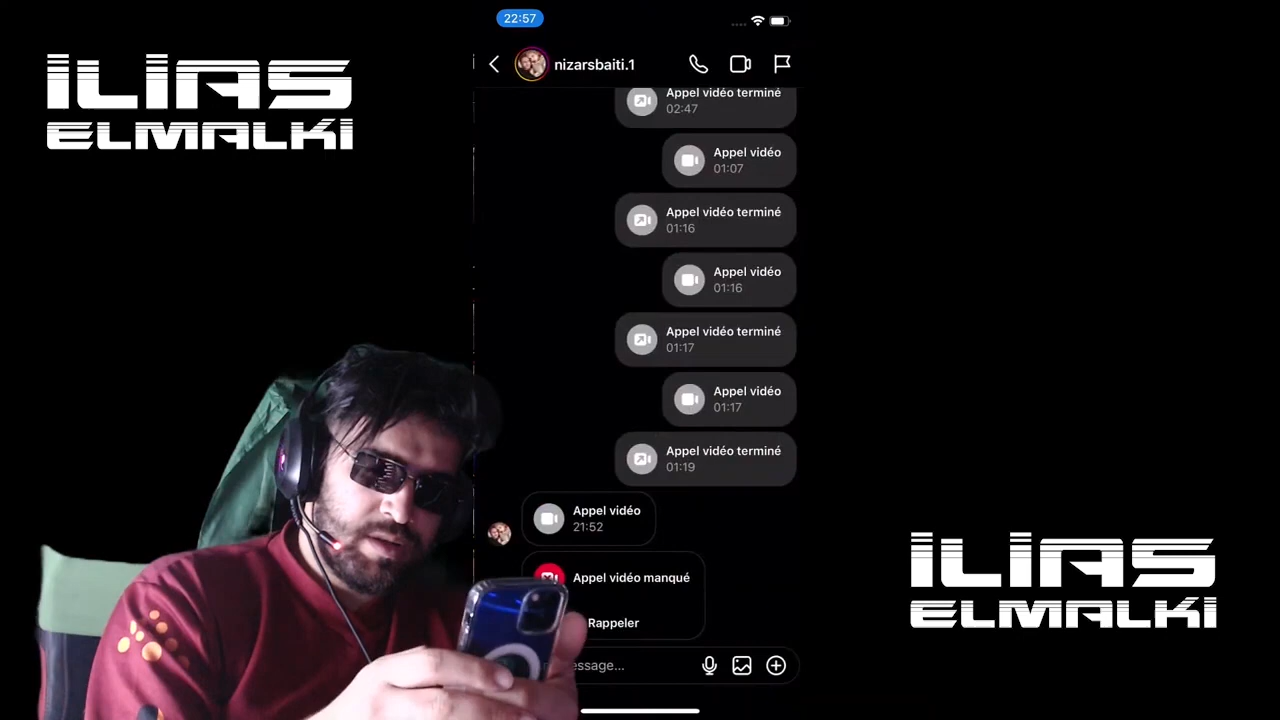 22:57
nizarsbaiti.1
Appel vidéo terminé
02:47
Appel vidéo
01:07
Appel vidéo terminé
01:16
Appel vidéo
01:16
Appel vidéo terminé
01:17
Appel vidéo
01:17
Appel vidéo terminé
01:19
Appel vidéo
21:52
Appel vidéo manqué
Rappeler
essage...
iLiAS
ELMALKi
iLiAS
ELMALKi